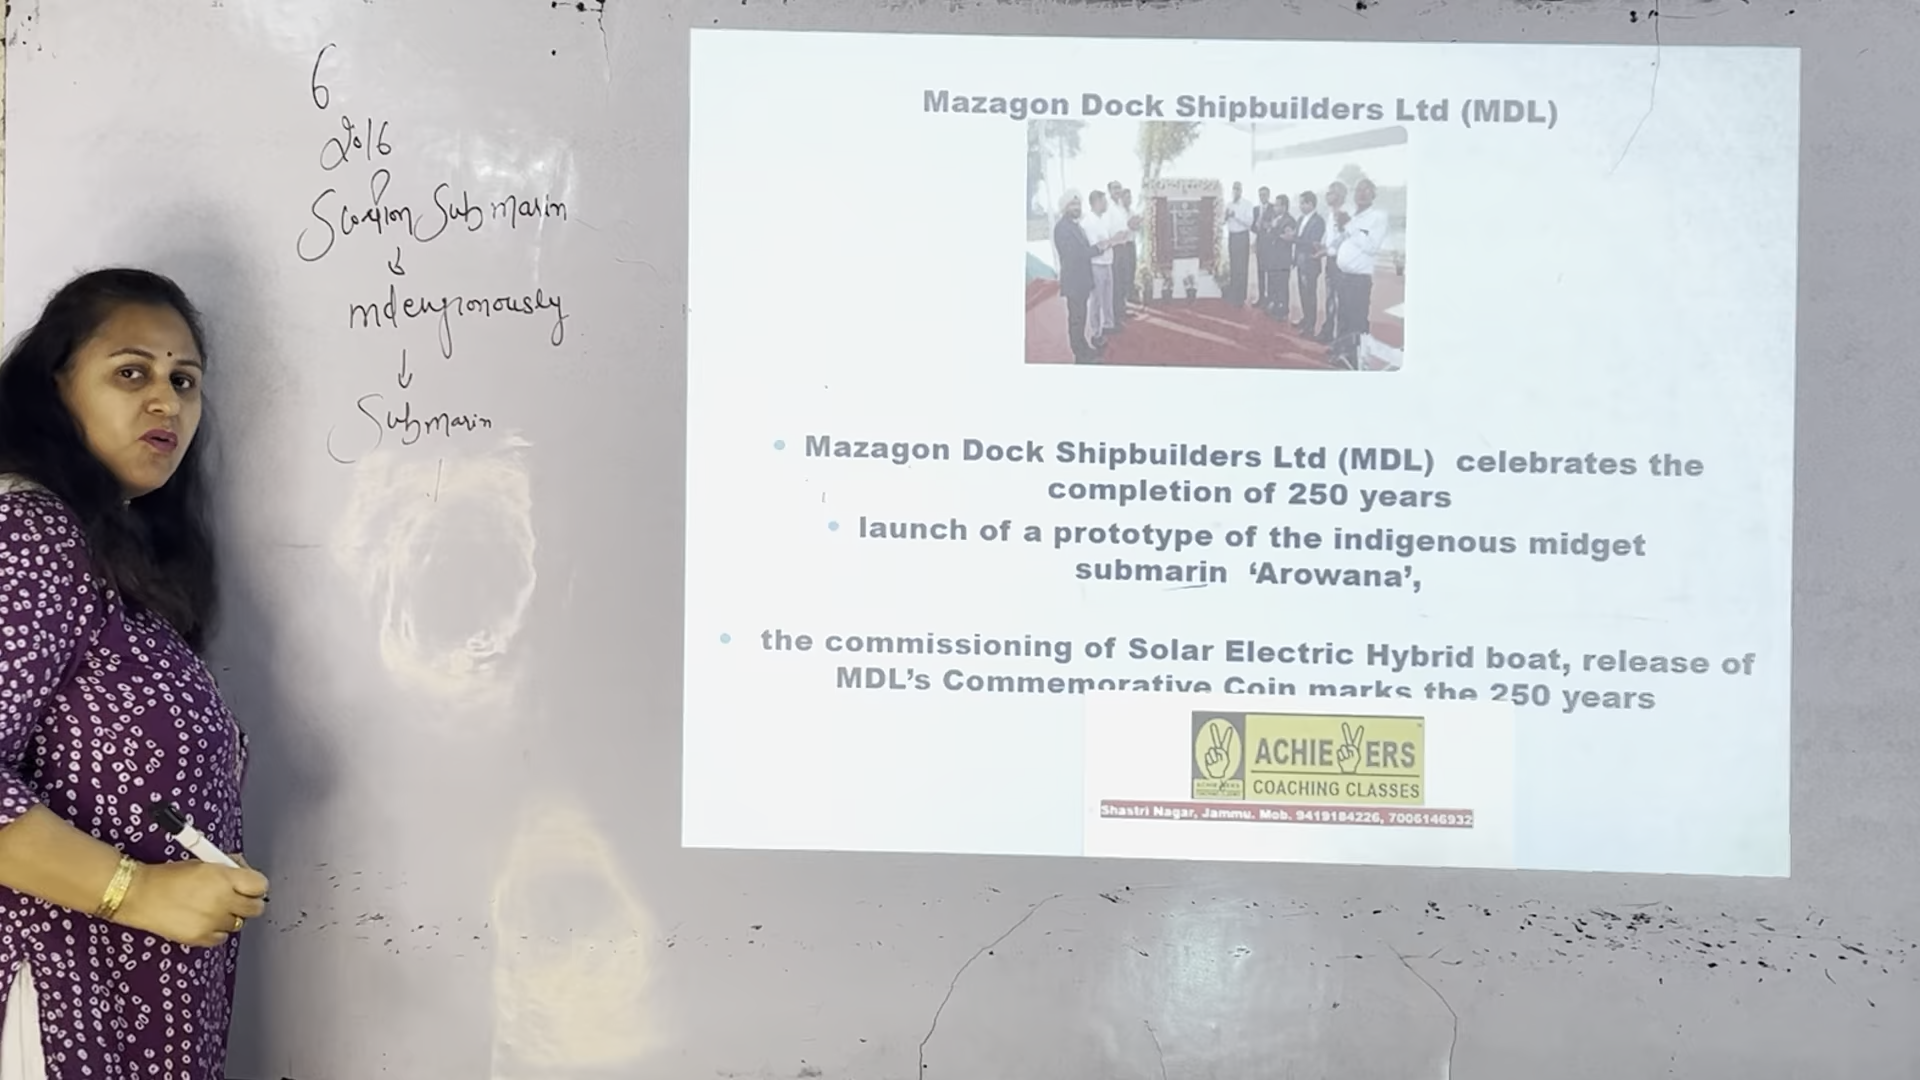 6
2016
Scorpion Submarin
Submarin
Mazagon Dock Shipbuilders Ltd (MDL)
• Mazagon Dock Shipbuilders Ltd (MDL) celebrates the
completion of 250 years
• launch of a prototype of the indigenous midget
submarin ‘Arowana’,
• the commissioning of Solar Electric Hybrid boat, release of
MDL’s Commemorative Coin marks the 250 years
ACHIEVERS
COACHING CLASSES
Shastri Nagar, Jammu. Mob. 9419184226, 7006146932